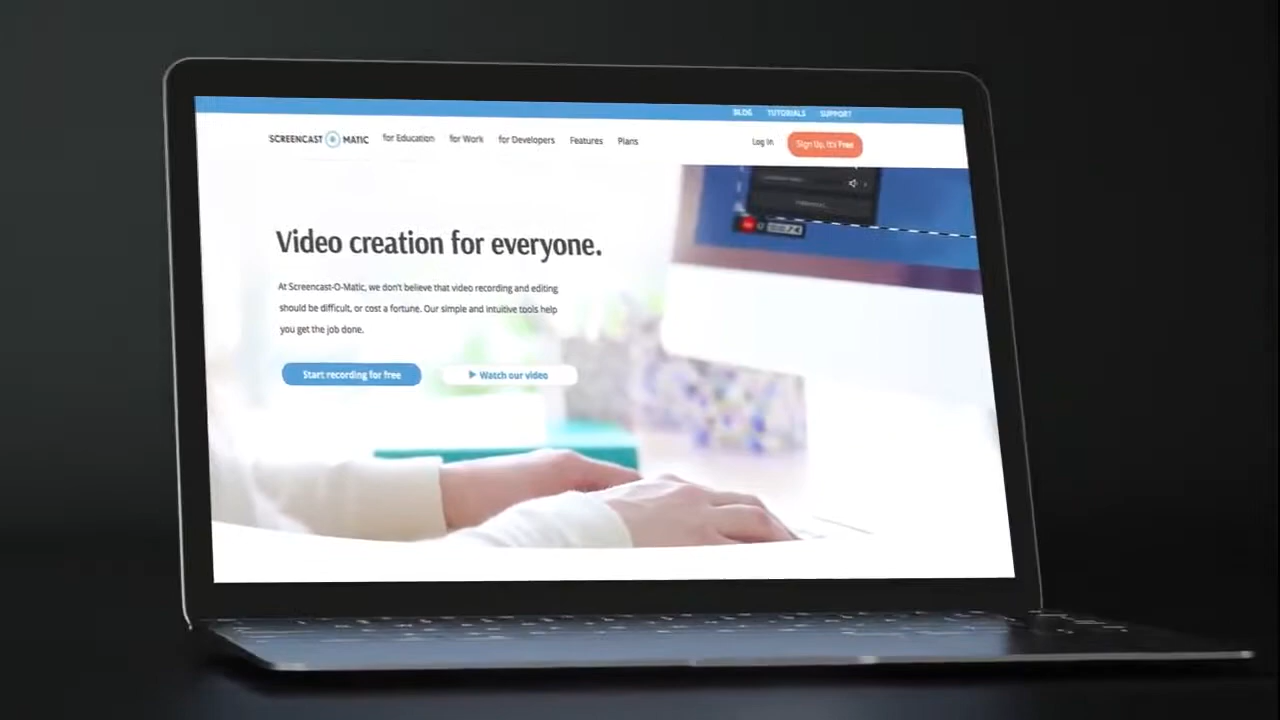 BLOG TUTORIALS SUPPORT
SCREENCAST MATIC for Education for Work for Developers Features Plans Log In Sign Up, It's Free
Video creation for everyone.
At Screencast-O-Matic, we don't believe that video recording and editing
should be difficult, or cost a fortune. Our simple and intuitive tools help
you get the job done.
Start recording for free Watch our video